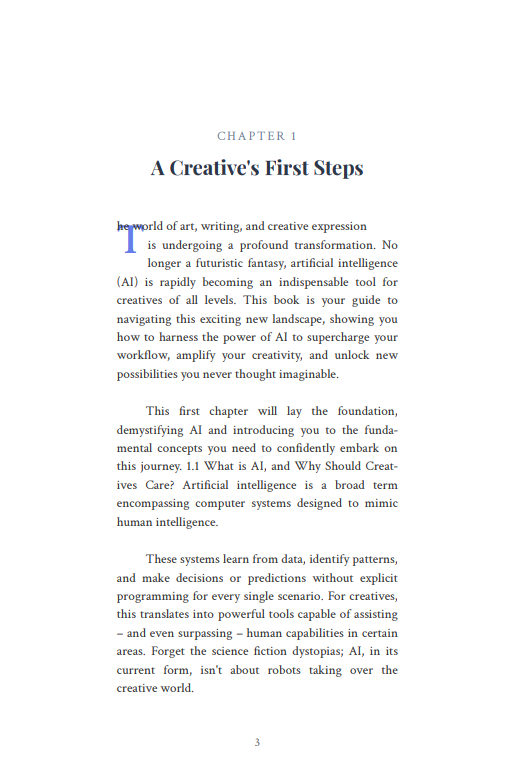 CHAPTER 1
A Creative's First Steps
The world of art, writing, and creative expression
is undergoing a profound transformation. No
longer a futuristic fantasy, artificial intelligence
(AI) is rapidly becoming an indispensable tool for
creatives of all levels. This book is your guide to
navigating this exciting new landscape, showing you
how to harness the power of AI to supercharge your
workflow, amplify your creativity, and unlock new
possibilities you never thought imaginable.
This first chapter will lay the foundation,
demystifying AI and introducing you to the funda-
mental concepts you need to confidently embark on
this journey. 1.1 What is AI, and Why Should Creat-
ives Care? Artificial intelligence is a broad term
encompassing computer systems designed to mimic
human intelligence.
These systems learn from data, identify patterns,
and make decisions or predictions without explicit
programming for every single scenario. For creatives,
this translates into powerful tools capable of assisting
– and even surpassing – human capabilities in certain
areas. Forget the science fiction dystopias; AI, in its
current form, isn't about robots taking over the
creative world.
3